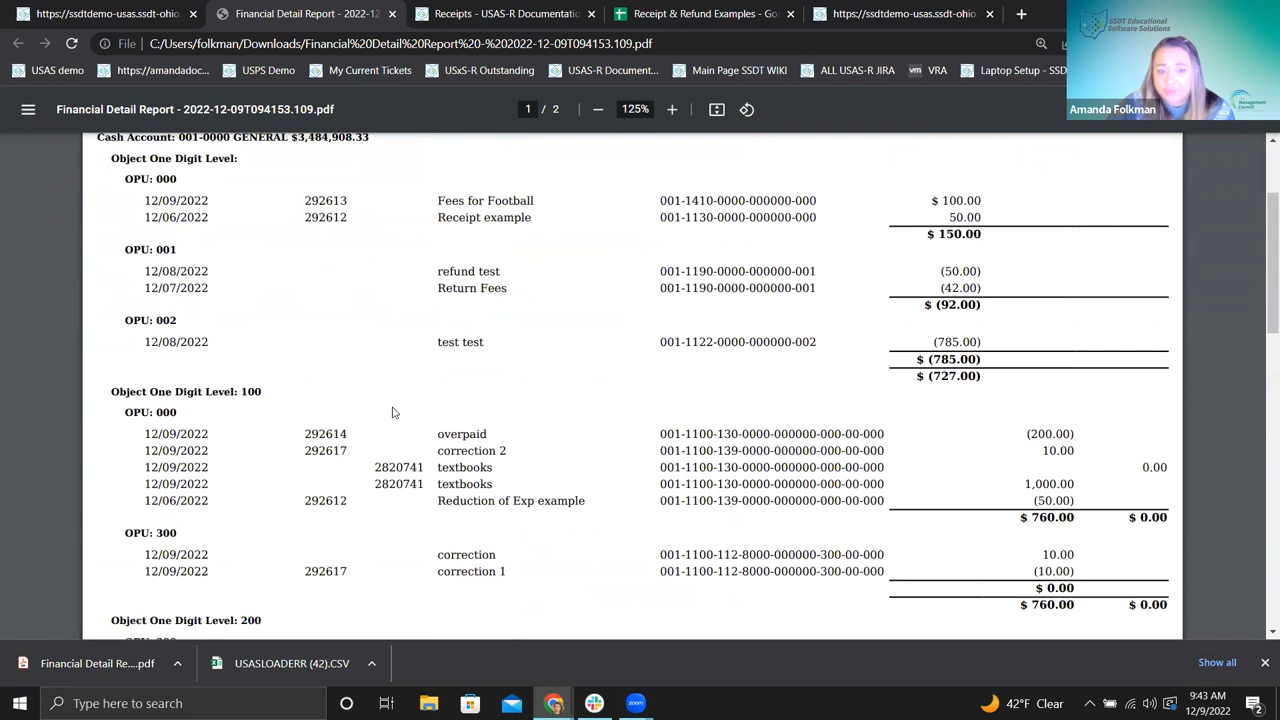 https://ssdtdemo-usas.ssdt-ohio.
Financial Detail Report - 2022-12-
Receipts - USAS-R Documentatio
Receipt & Refund Examples - Go
https://ssdtdemo-usas.ssdt-ohio.
File C:/Users/folkman/Downloads/Financial%20Detail%20Report%20-%202022-12-09T094153.109.pdf
USAS demo
https://amandadoc...
USPS Demo
My Current Tickets
USxS Outstanding
USAS-R Document...
Main Page SSDT WIKI
ALL USAS-R JIRA
vm VRA
Laptop Setup - SSD
SSDT Educational
Software Solutions
Management
Council
Amanda Folkman
Financial Detail Report - 2022-12-09T094153.109.pdf 1 / 2 125%
Cash Account: 001-0000 GENERAL $3,484,908.33
Object One Digit Level:
OPU: 000
12/09/2022 292613 Fees for Football 001-1410-0000-000000-000 $ 100.00
12/06/2022 292612 Receipt example 001-1130-0000-000000-000 50.00
$ 150.00
OPU: 001
12/08/2022 refund test 001-1190-0000-000000-001 (50.00)
12/07/2022 Return Fees 001-1190-0000-000000-001 (42.00)
$ (92.00)
OPU: 002
12/08/2022 test test 001-1122-0000-000000-002 (785.00)
$ (785.00)
$ (727.00)
Object One Digit Level: 100
OPU: 000
12/09/2022 292614 overpaid 001-1100-130-0000-000000-000-00-000 (200.00)
12/09/2022 292617 correction 2 001-1100-139-0000-000000-000-00-000 10.00
12/09/2022 2820741 textbooks 001-1100-130-0000-000000-000-00-000 0.00
12/09/2022 2820741 textbooks 001-1100-130-0000-000000-000-00-000 1,000.00
12/06/2022 292612 Reduction of Exp example 001-1100-139-0000-000000-000-00-000 (50.00)
$ 760.00 $ 0.00
OPU: 300
12/09/2022 correction 001-1100-112-8000-000000-300-00-000 10.00
12/09/2022 292617 correction 1 001-1100-112-8000-000000-300-00-000 (10.00)
$ 0.00
$ 760.00 $ 0.00
Object One Digit Level: 200
Financial Detail Re....pdf
USASLOADERR (42).CSV
Show all
Type here to search
zoom
42°F Clear
9:43 AM
12/9/2022
2